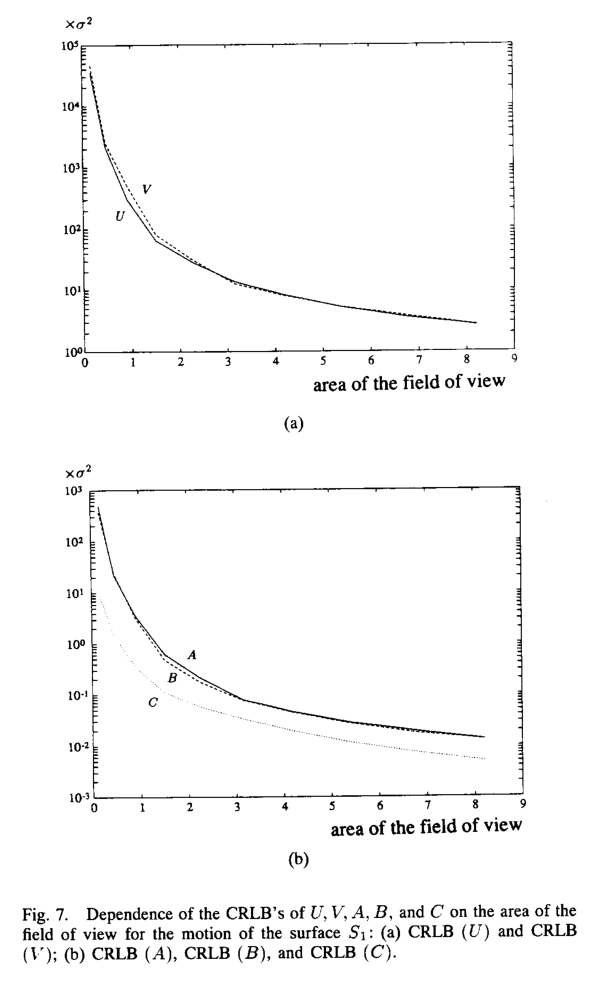 ×σ²
10⁵
10⁴
10³
10²
10¹
10⁰
V
U
0 1 2 3 4 5 6 7 8 9
area of the field of view
(a)
×σ²
10³
10²
10¹
10⁰
10⁻¹
10⁻²
10⁻³
A
B
C
0 1 2 3 4 5 6 7 8 9
area of the field of view
(b)
Fig. 7. Dependence of the CRLB's of U, V, A, B, and C on the area of the
field of view for the motion of the surface S₁: (a) CRLB (U) and CRLB
(V); (b) CRLB (A), CRLB (B), and CRLB (C).